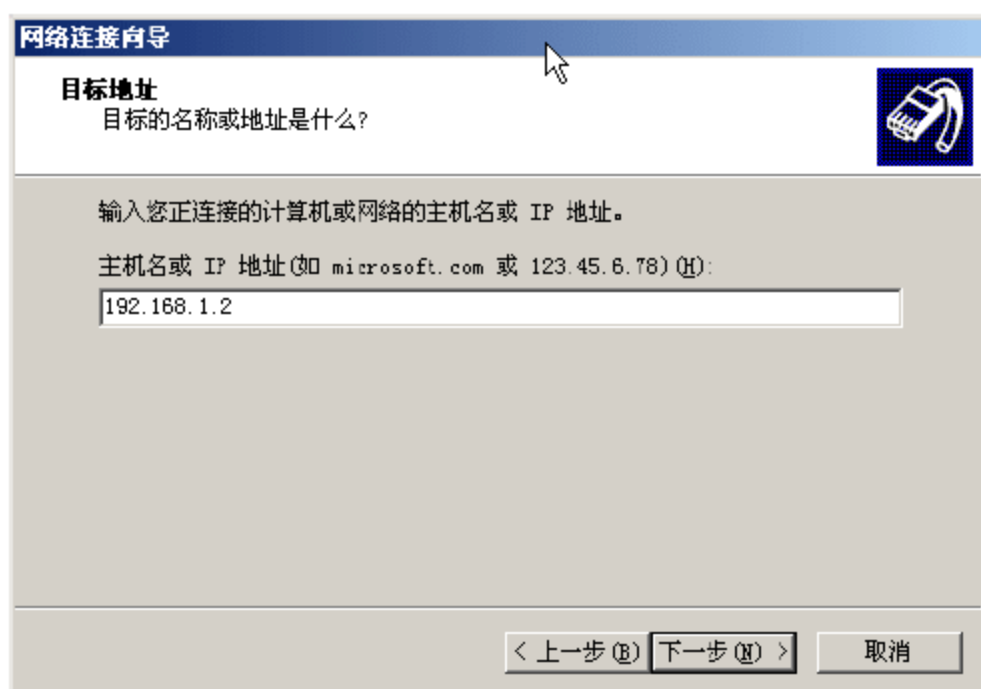 网络连接向导
目标地址
目标的名称或地址是什么?
输入您正连接的计算机或网络的主机名或 IP 地址。
主机名或 IP 地址(如 microsoft.com 或 123.45.6.78)(H):
192.168.1.2
< 上一步(B) 下一步(N) > 取消